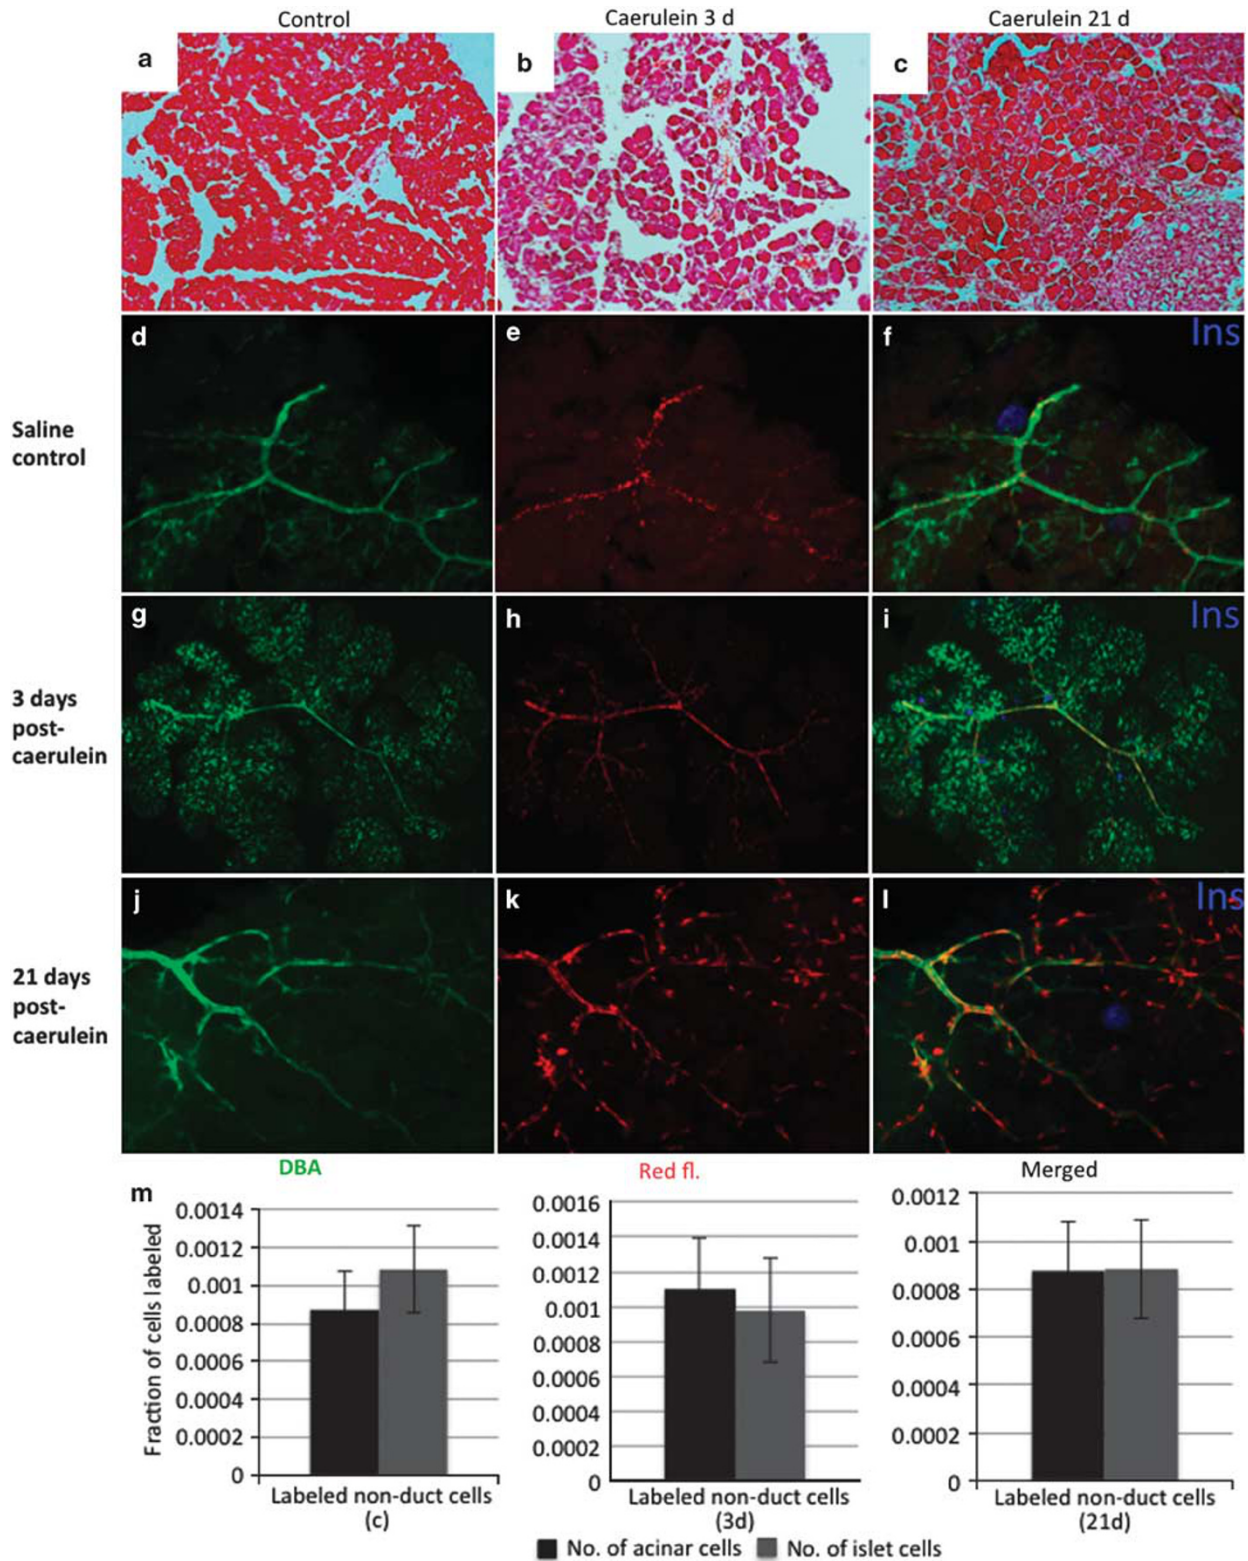 Control
Caerulein 3 d
Caerulein 21 d
a
b
c
d
e
f
Ins
Saline
control
g
h
i
Ins
3 days
post-
caerulein
j
k
l
Ins
21 days
post-
caerulein
DBA
Red fl.
Merged
m
Fraction of cells labeled
0.0014
0.0012
0.001
0.0008
0.0006
0.0004
0.0002
0
Labeled non-duct cells
(c)
0.0016
0.0014
0.0012
0.001
0.0008
0.0006
0.0004
0.0002
0
Labeled non-duct cells
(3d)
0.0012
0.001
0.0008
0.0006
0.0004
0.0002
0
Labeled non-duct cells
(21d)
No. of acinar cells
No. of islet cells